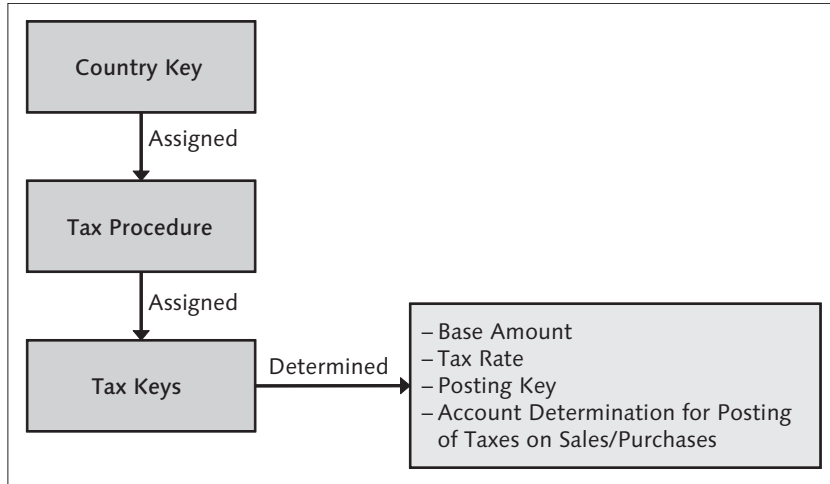 Country Key
Assigned
Tax Procedure
Assigned
Tax Keys
Determined
– Base Amount
– Tax Rate
– Posting Key
– Account Determination for Posting
of Taxes on Sales/Purchases